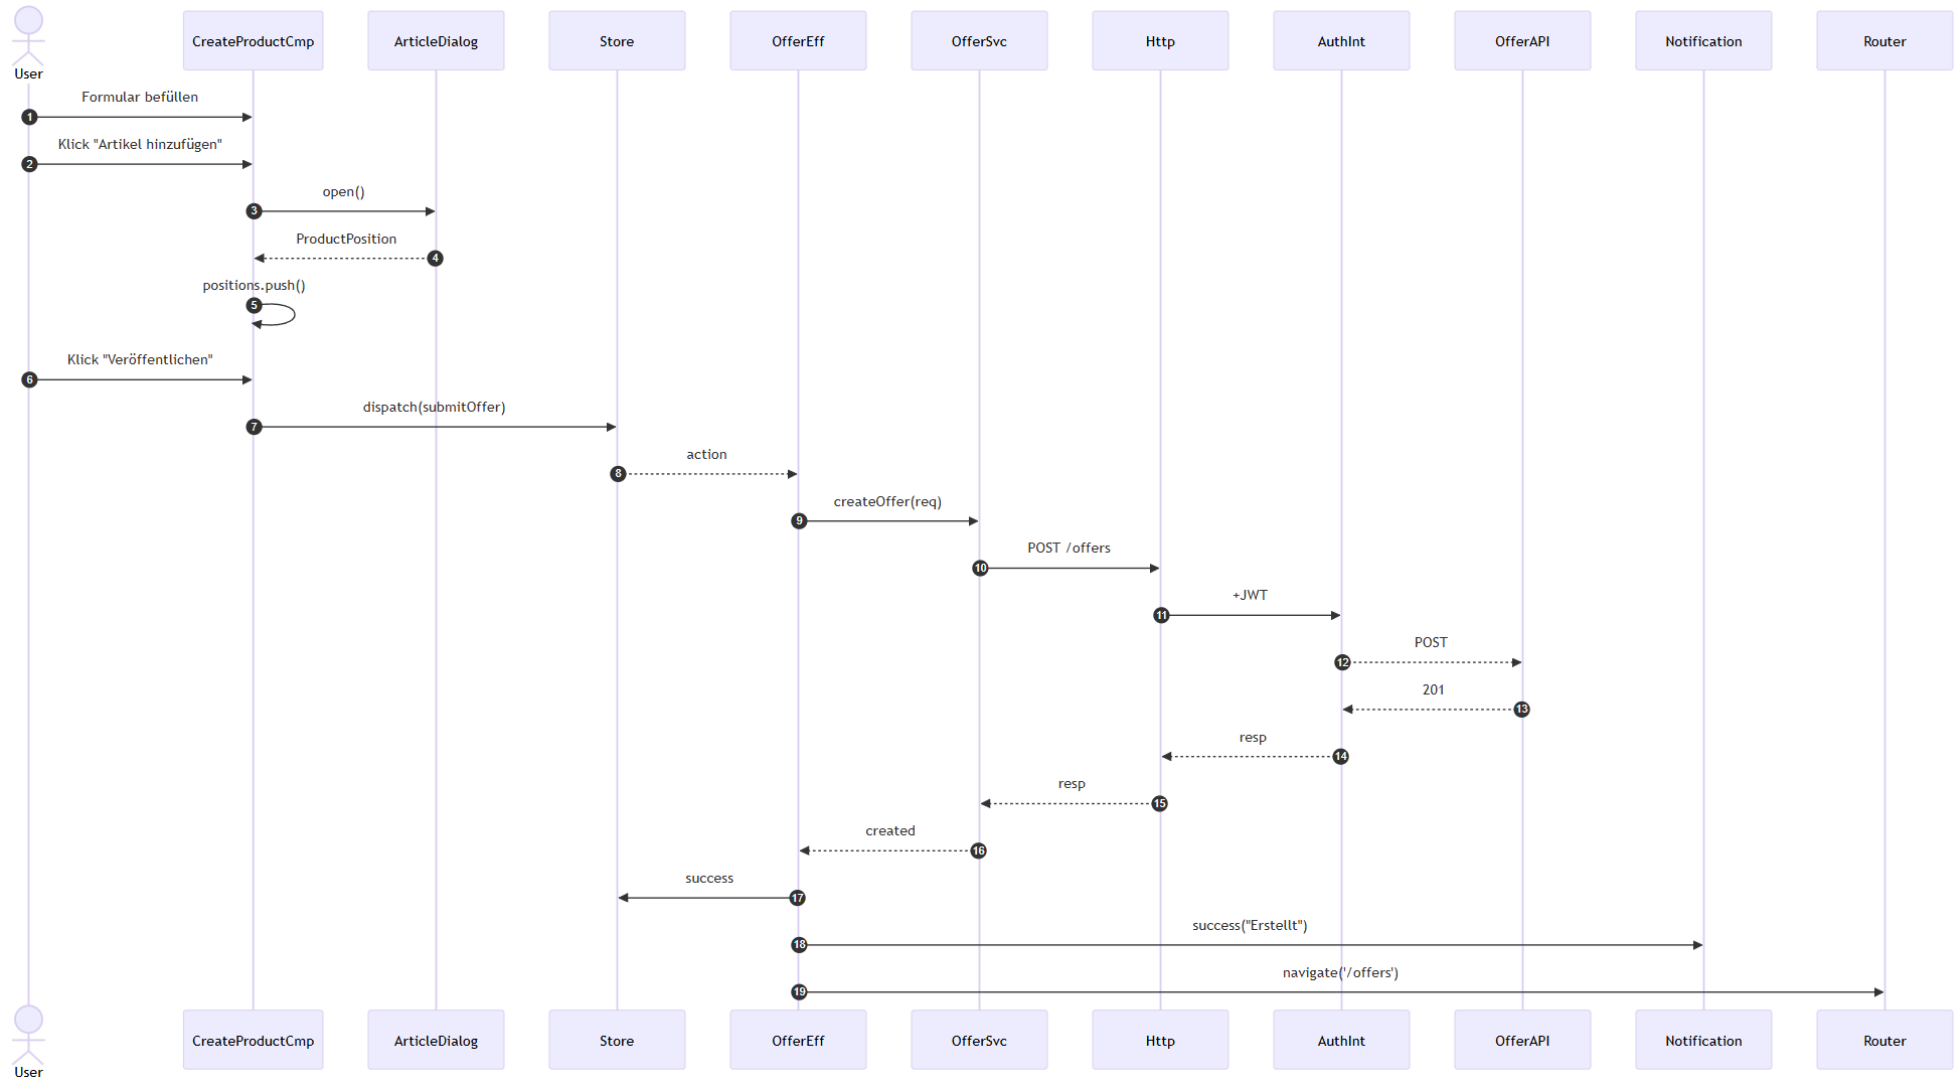 User
CreateProductCmp
ArticleDialog
Store
OfferEff
OfferSvc
Http
AuthInt
OfferAPI
Notification
Router
Formular befüllen
1
Klick "Artikel hinzufügen"
2
open()
3
ProductPosition
4
positions.push()
5
Klick "Veröffentlichen"
6
dispatch(submitOffer)
7
action
8
createOffer(req)
9
POST /offers
10
+JWT
11
POST
12
201
13
resp
14
resp
15
created
16
success
17
success("Erstellt")
18
navigate('/offers')
19
User
CreateProductCmp
ArticleDialog
Store
OfferEff
OfferSvc
Http
AuthInt
OfferAPI
Notification
Router